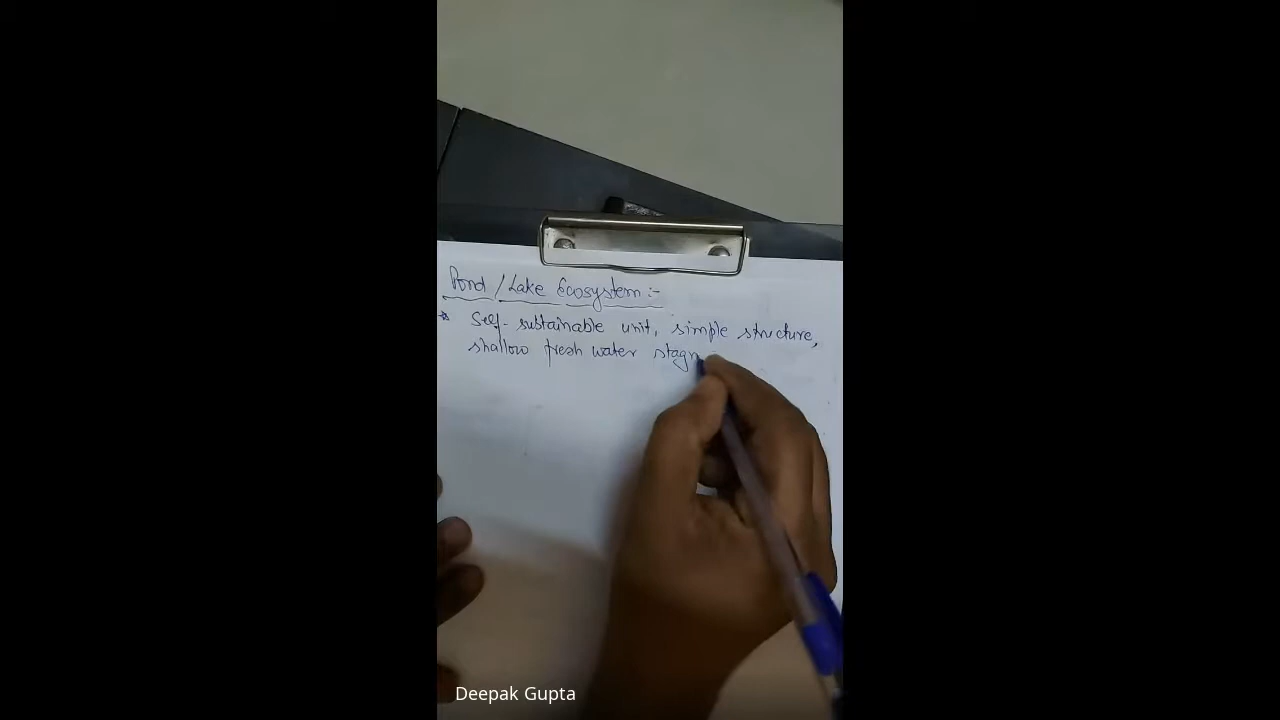 Pond / Lake Ecosystem :-
* Self- sustainable unit, simple structure,
shallow fresh water stagn
Deepak Gupta